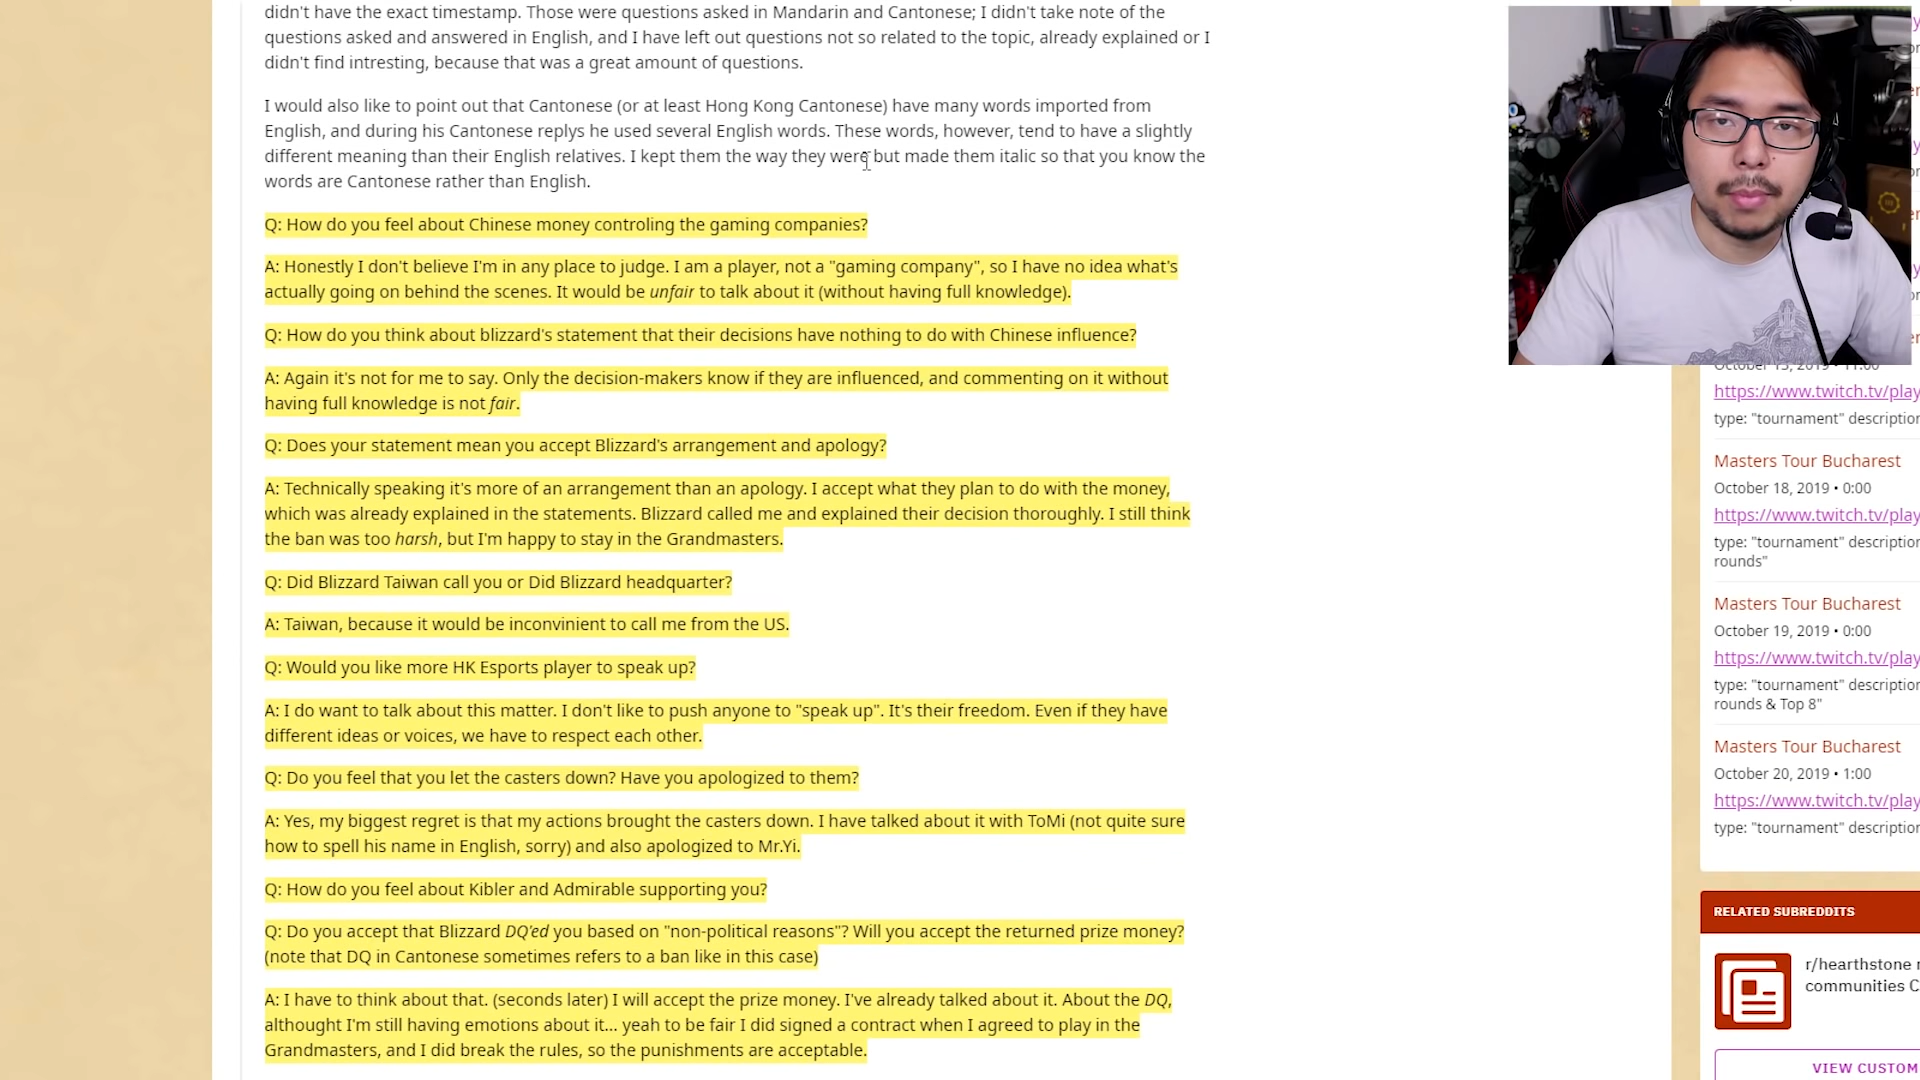 didn't have the exact timestamp. Those were questions asked in Mandarin and Cantonese; I didn't take note of the
questions asked and answered in English, and I have left out questions not so related to the topic, already explained or I
didn't find intresting, because that was a great amount of questions.
I would also like to point out that Cantonese (or at least Hong Kong Cantonese) have many words imported from
English, and during his Cantonese replys he used several English words. These words, however, tend to have a slightly
different meaning than their English relatives. I kept them the way they were but made them italic so that you know the
words are Cantonese rather than English.
Q: How do you feel about Chinese money controling the gaming companies?
A: Honestly I don't believe I'm in any place to judge. I am a player, not a "gaming company", so I have no idea what's
actually going on behind the scenes. It would be unfair to talk about it (without having full knowledge).
Q: How do you think about blizzard's statement that their decisions have nothing to do with Chinese influence?
A: Again it's not for me to say. Only the decision-makers know if they are influenced, and commenting on it without
having full knowledge is not fair.
Q: Does your statement mean you accept Blizzard's arrangement and apology?
A: Technically speaking it's more of an arrangement than an apology. I accept what they plan to do with the money,
which was already explained in the statements. Blizzard called me and explained their decision thoroughly. I still think
the ban was too harsh, but I'm happy to stay in the Grandmasters.
Q: Did Blizzard Taiwan call you or Did Blizzard headquarter?
A: Taiwan, because it would be inconvinient to call me from the US.
Q: Would you like more HK Esports player to speak up?
A: I do want to talk about this matter. I don't like to push anyone to "speak up". It's their freedom. Even if they have
different ideas or voices, we have to respect each other.
Q: Do you feel that you let the casters down? Have you apologized to them?
A: Yes, my biggest regret is that my actions brought the casters down. I have talked about it with ToMi (not quite sure
how to spell his name in English, sorry) and also apologized to Mr.Yi.
Q: How do you feel about Kibler and Admirable supporting you?
Q: Do you accept that Blizzard DQ'ed you based on "non-political reasons"? Will you accept the returned prize money?
(note that DQ in Cantonese sometimes refers to a ban like in this case)
A: I have to think about that. (seconds later) I will accept the prize money. I've already talked about it. About the DQ,
althought I'm still having emotions about it... yeah to be fair I did signed a contract when I agreed to play in the
Grandmasters, and I did break the rules, so the punishments are acceptable.
https://www.twitch.tv/play
type: "tournament" description
Masters Tour Bucharest
October 18, 2019 • 0:00
https://www.twitch.tv/play
type: "tournament" description
rounds"
Masters Tour Bucharest
October 19, 2019 • 0:00
https://www.twitch.tv/play
type: "tournament" description
rounds & Top 8"
Masters Tour Bucharest
October 20, 2019 • 1:00
https://www.twitch.tv/play
type: "tournament" description
RELATED SUBREDDITS
r/hearthstone r
communities C
VIEW CUSTOM